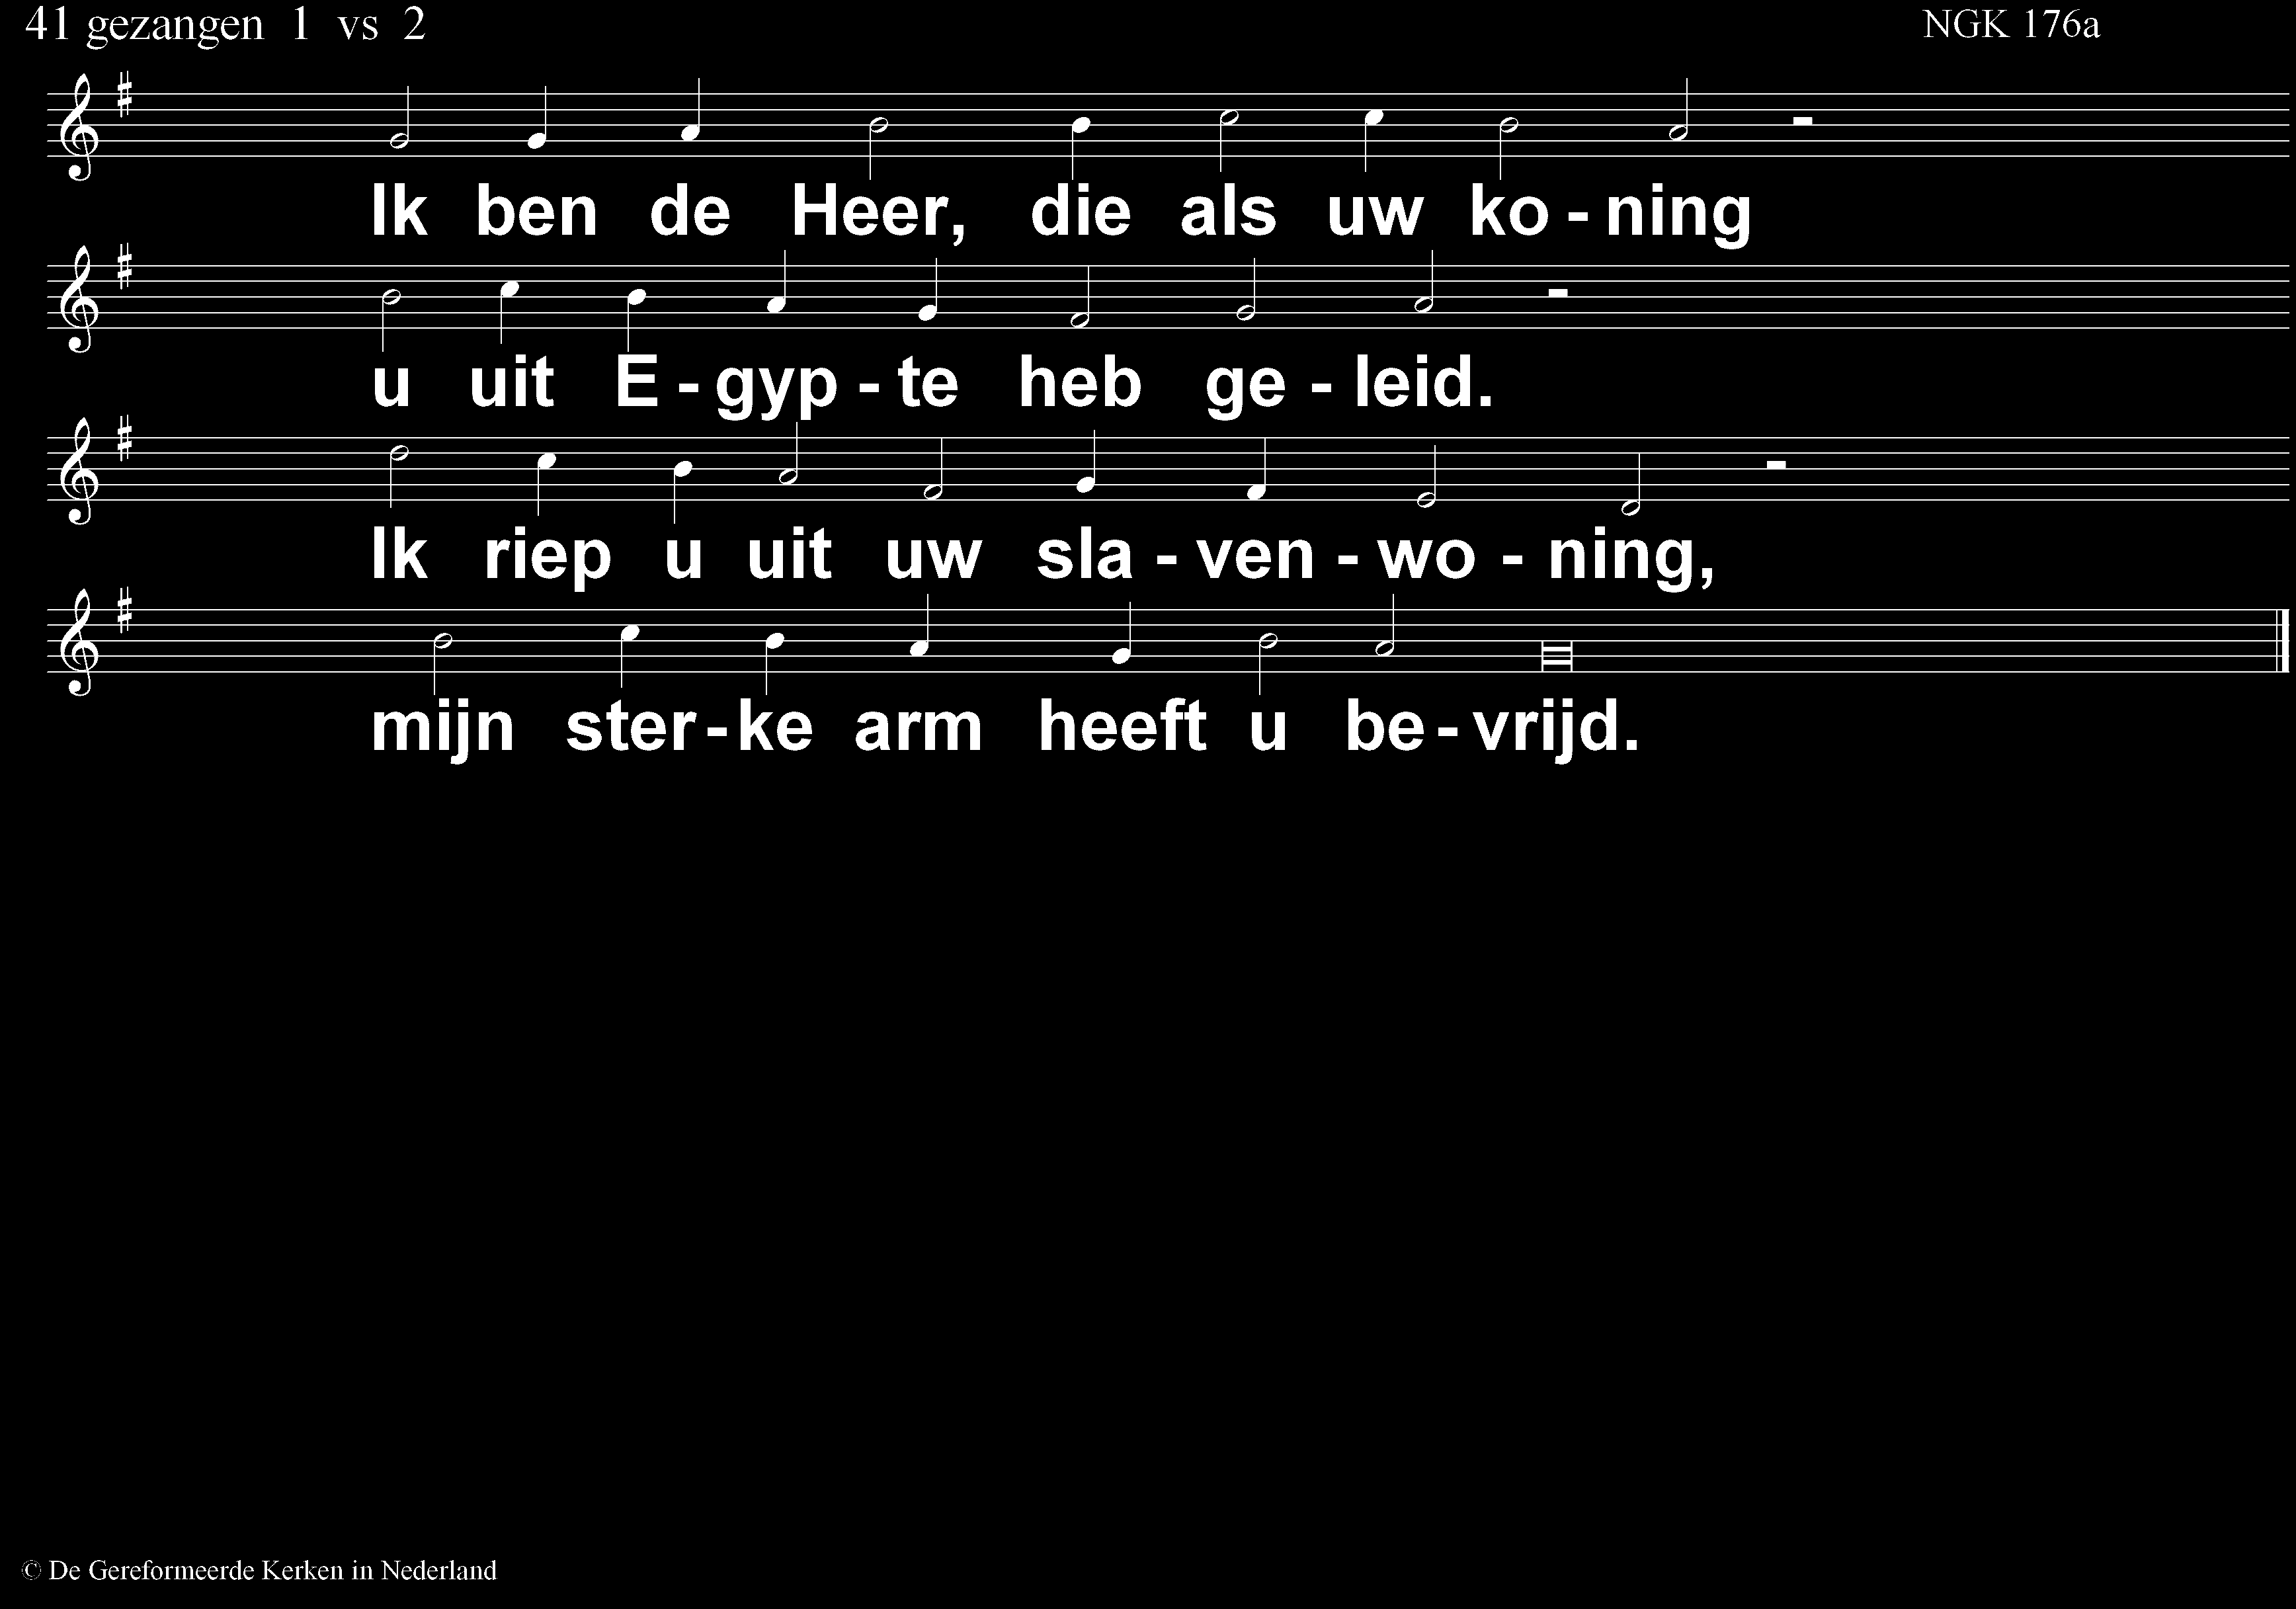 41 gezangen 1 vs 2 NGK 176a
Ik ben de Heer, die als uw ko - ning
u uit E - gyp - te heb ge - leid.
Ik riep u uit uw sla - ven - wo - ning,
mijn ster - ke arm heeft u be - vrijd.
© De Gereformeerde Kerken in Nederland